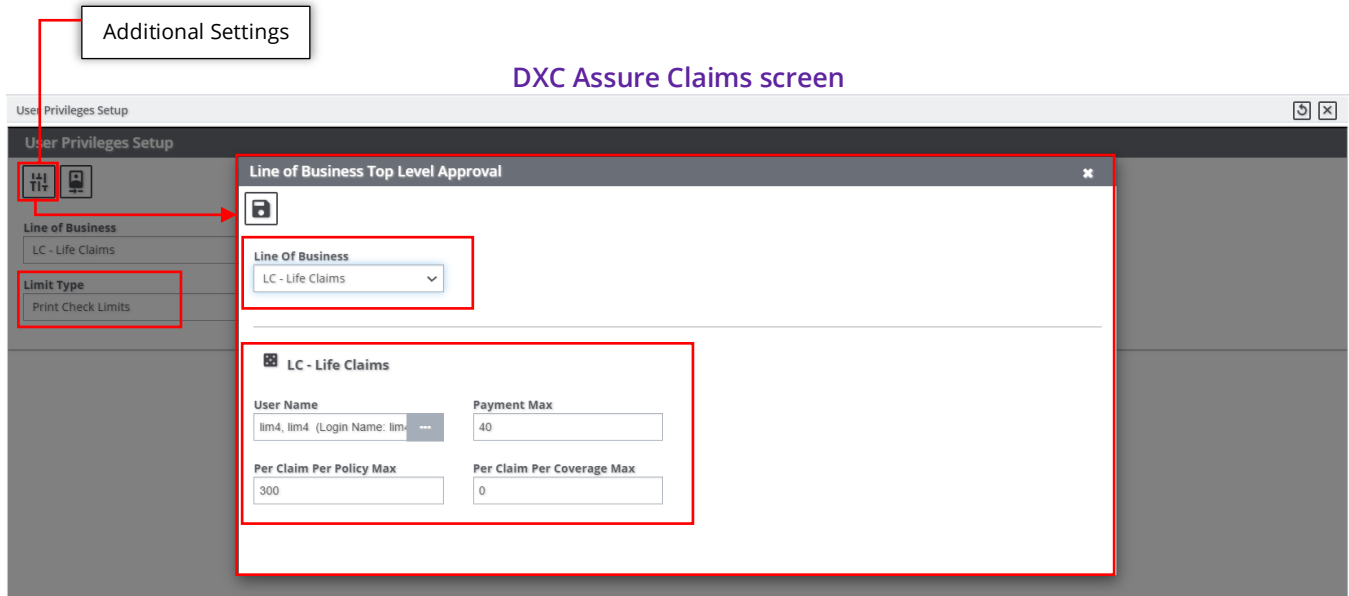 Additional Settings
DXC Assure Claims screen
User Privileges Setup
User Privileges Setup
Line of Business Top Level Approval
Line of Business
LC - Life Claims
Limit Type
Print Check Limits
Line Of Business
LC - Life Claims
LC - Life Claims
User Name
Payment Max
lim4, lim4 (Login Name: lim4
40
Per Claim Per Policy Max
Per Claim Per Coverage Max
300
0